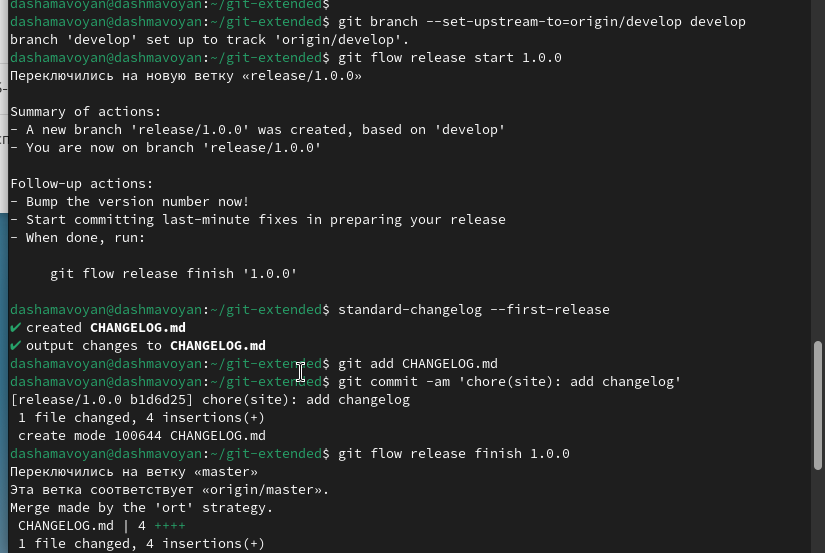 dashamavoyan@dashmavoyan:~/git-extended$
dashamavoyan@dashmavoyan:~/git-extended$ git branch --set-upstream-to=origin/develop develop
branch 'develop' set up to track 'origin/develop'.
dashamavoyan@dashmavoyan:~/git-extended$ git flow release start 1.0.0
Переключились на новую ветку «release/1.0.0»
Summary of actions:
- A new branch 'release/1.0.0' was created, based on 'develop'
- You are now on branch 'release/1.0.0'
Follow-up actions:
- Bump the version number now!
- Start committing last-minute fixes in preparing your release
- When done, run:
git flow release finish '1.0.0'
dashamavoyan@dashmavoyan:~/git-extended$ standard-changelog --first-release
✔ created CHANGELOG.md
✔ output changes to CHANGELOG.md
dashamavoyan@dashmavoyan:~/git-extended$ git add CHANGELOG.md
dashamavoyan@dashmavoyan:~/git-extended$ git commit -am 'chore(site): add changelog'
[release/1.0.0 b1d6d25] chore(site): add changelog
1 file changed, 4 insertions(+)
create mode 100644 CHANGELOG.md
dashamavoyan@dashmavoyan:~/git-extended$ git flow release finish 1.0.0
Переключились на ветку «master»
Эта ветка соответствует «origin/master».
Merge made by the 'ort' strategy.
CHANGELOG.md | 4 ++++
1 file changed, 4 insertions(+)